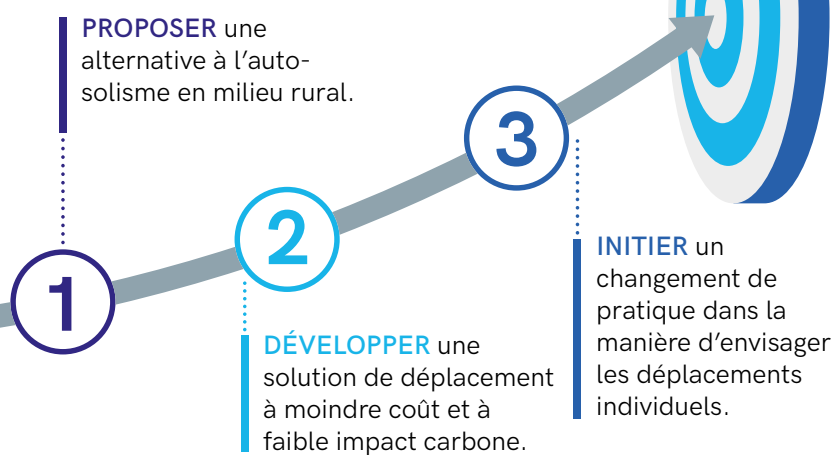 PROPOSER une
alternative à l’auto-
solisme en milieu rural.
1
2
DÉVELOPPER une
solution de déplacement
à moindre coût et à
faible impact carbone.
3
INITIER un
changement de
pratique dans la
manière d’envisager
les déplacements
individuels.